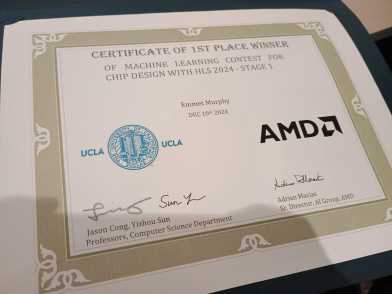 CERTIFICATE OF 1ST PLACE WINNER
OF MACHINE LEARNING CONTEST FOR
CHIP DESIGN WITH HLS 2024 - STAGE 1
Emmet Murphy
DEC 10th 2024
UCLA
UCLA
AMD
Jason Cong, Yizhou Sun
Professors, Computer Science Department
Adrian Macias
Sr. Director, AI Group, AMD